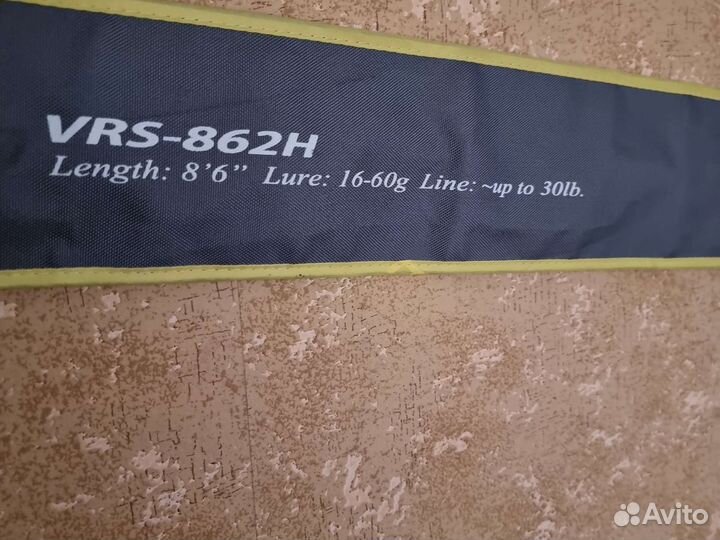 VRS-862H
Length: 8'6" Lure: 16-60g Line: ~up to 30lb.
Avito